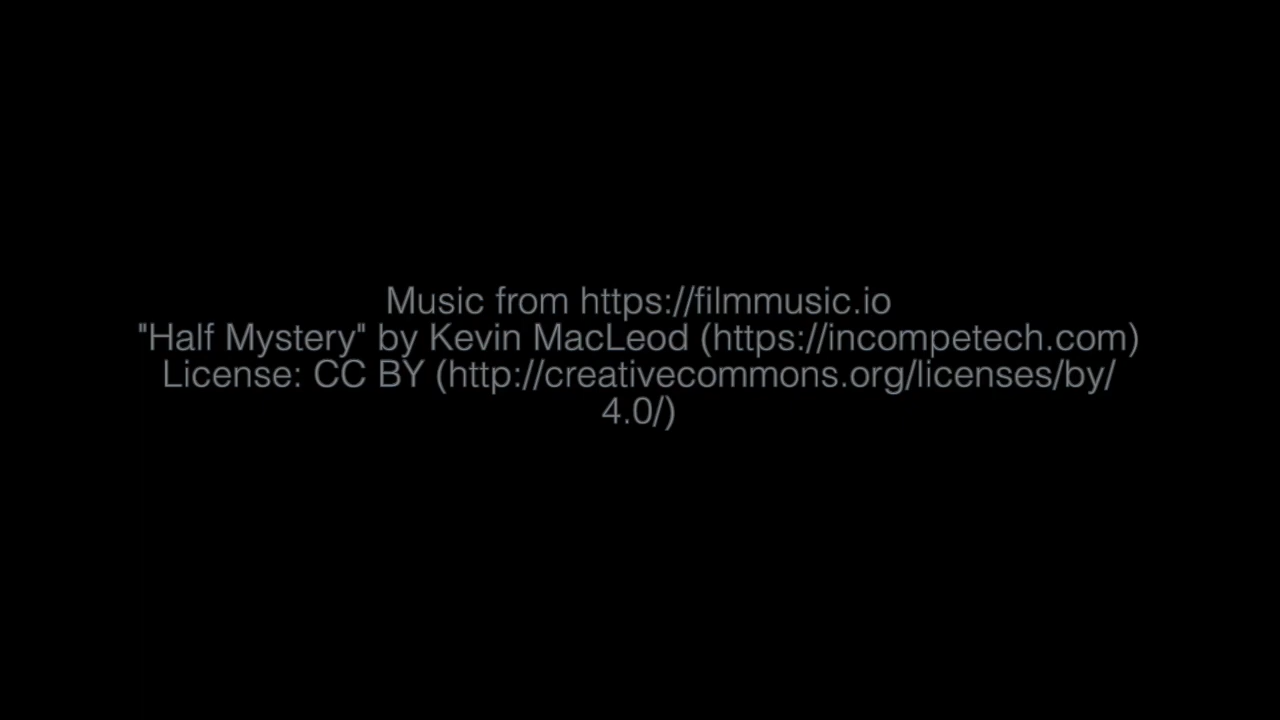 Music from https://filmmusic.io
"Half Mystery" by Kevin MacLeod (https://incompetech.com)
License: CC BY (http://creativecommons.org/licenses/by/
4.0/)